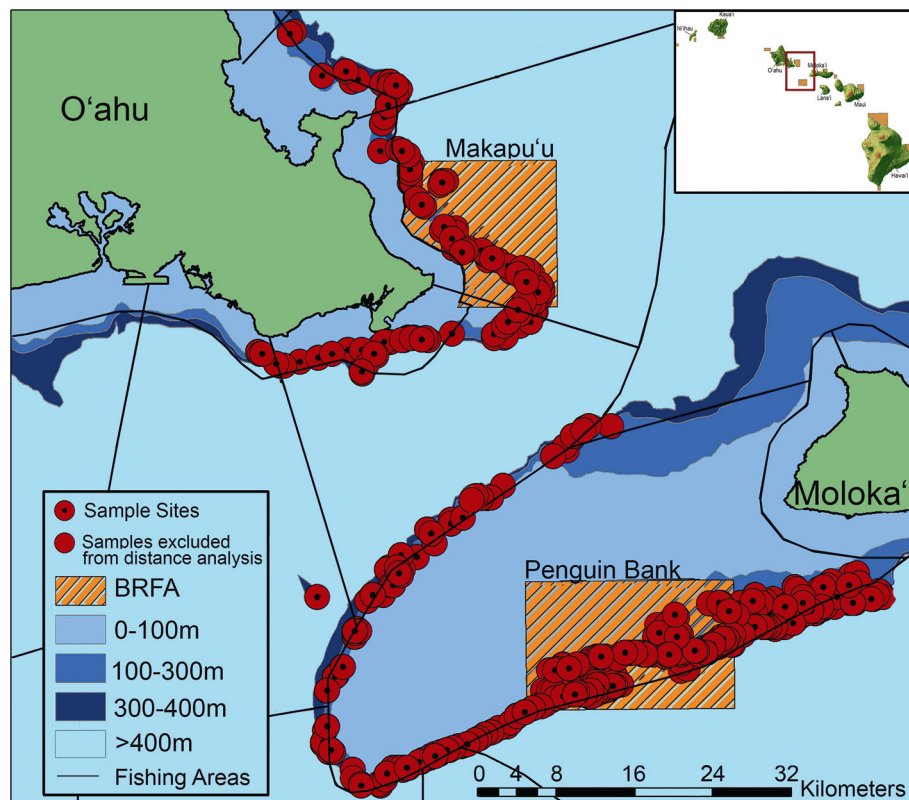 Ni'ihau
Kaua'i
O'ahu
Moloka'i
Lana'i
Maui
Hawai'i
O'ahu
Makapu'u
Moloka'
Penguin Bank
Sample Sites
Samples excluded
from distance analysis
BRFA
0-100m
100-300m
300-400m
>400m
Fishing Areas
0 2 4 8 16 24 32
Kilometers